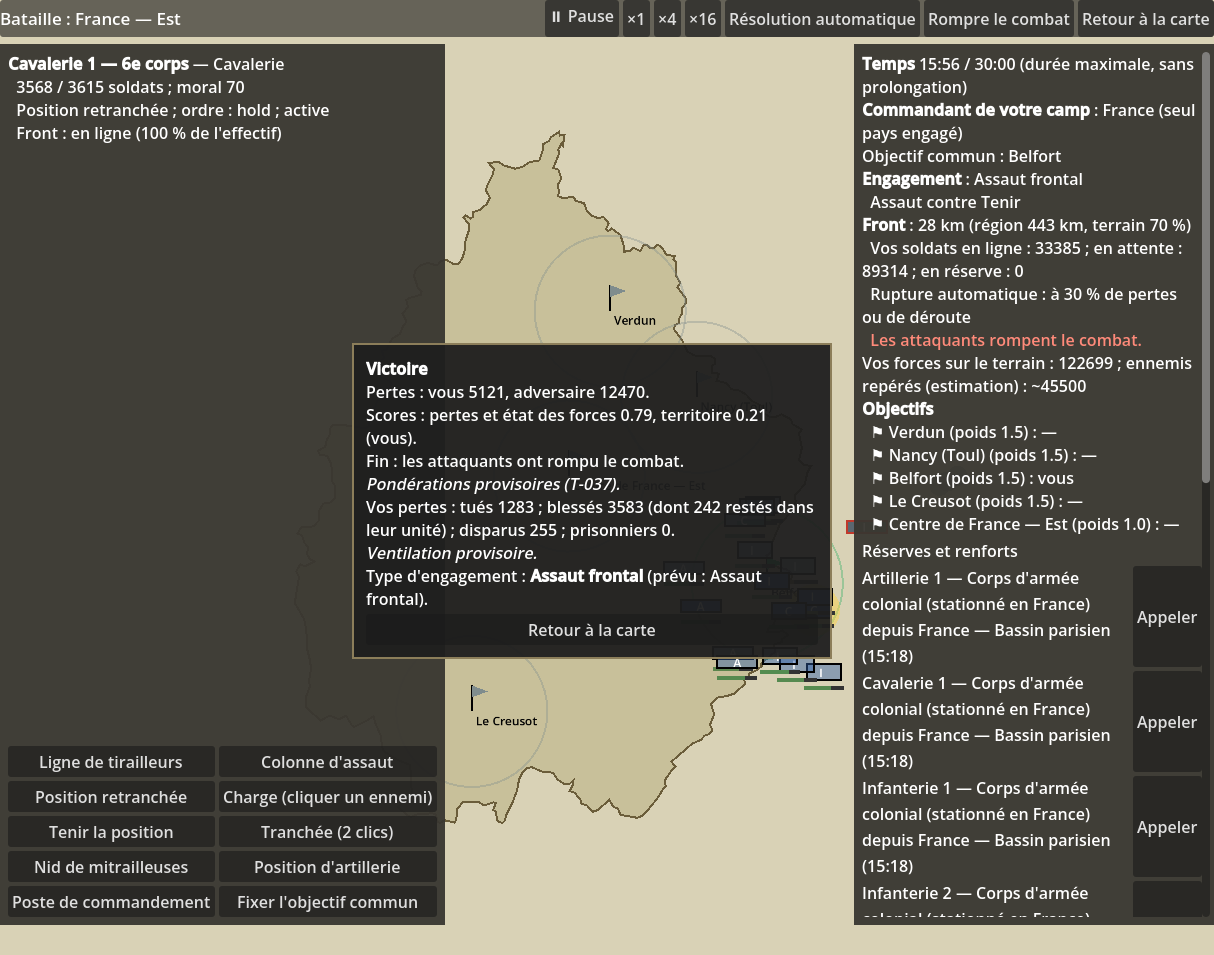 Bataille : France — Est
⏸ Pause
×1
×4
×16
Résolution automatique
Rompre le combat
Retour à la carte
Cavalerie 1 — 6e corps — Cavalerie
3568 / 3615 soldats ; moral 70
Position retranchée ; ordre : hold ; active
Front : en ligne (100 % de l'effectif)
Ligne de tirailleurs
Colonne d'assaut
Position retranchée
Charge (cliquer un ennemi)
Tenir la position
Tranchée (2 clics)
Nid de mitrailleuses
Position d'artillerie
Poste de commandement
Fixer l'objectif commun
Verdun
Le Creusot
A
I
Victoire
Pertes : vous 5121, adversaire 12470.
Scores : pertes et état des forces 0.79, territoire 0.21
(vous).
Fin : les attaquants ont rompu le combat.
Pondérations provisoires (T-037).
Vos pertes : tués 1283 ; blessés 3583 (dont 242 restés dans
leur unité) ; disparus 255 ; prisonniers 0.
Ventilation provisoire.
Type d'engagement : Assaut frontal (prévu : Assaut
frontal).
Retour à la carte
Temps 15:56 / 30:00 (durée maximale, sans
prolongation)
Commandant de votre camp : France (seul
pays engagé)
Objectif commun : Belfort
Engagement : Assaut frontal
Assaut contre Tenir
Front : 28 km (région 443 km, terrain 70 %)
Vos soldats en ligne : 33385 ; en attente :
89314 ; en réserve : 0
Rupture automatique : à 30 % de pertes
ou de déroute
Les attaquants rompent le combat.
Vos forces sur le terrain : 122699 ; ennemis
repérés (estimation) : ~45500
Objectifs
⚑ Verdun (poids 1.5) : —
⚑ Nancy (Toul) (poids 1.5) : —
⚑ Belfort (poids 1.5) : vous
⚑ Le Creusot (poids 1.5) : —
⚑ Centre de France — Est (poids 1.0) : —
Réserves et renforts
Artillerie 1 — Corps d'armée
colonial (stationné en France)
depuis France — Bassin parisien
(15:18)
Appeler
Cavalerie 1 — Corps d'armée
colonial (stationné en France)
depuis France — Bassin parisien
(15:18)
Appeler
Infanterie 1 — Corps d'armée
colonial (stationné en France)
depuis France — Bassin parisien
(15:18)
Appeler
Infanterie 2 — Corps d'armée
colonial (stationné en France)